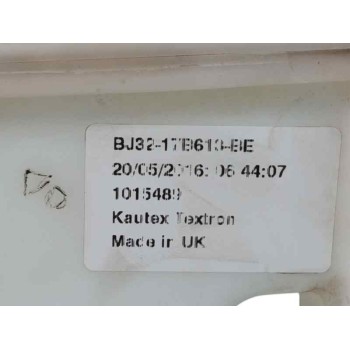 BJ32-17B613-BE
20/05/2016: 06 44:07
1015489
Kautex Textron
Made in UK